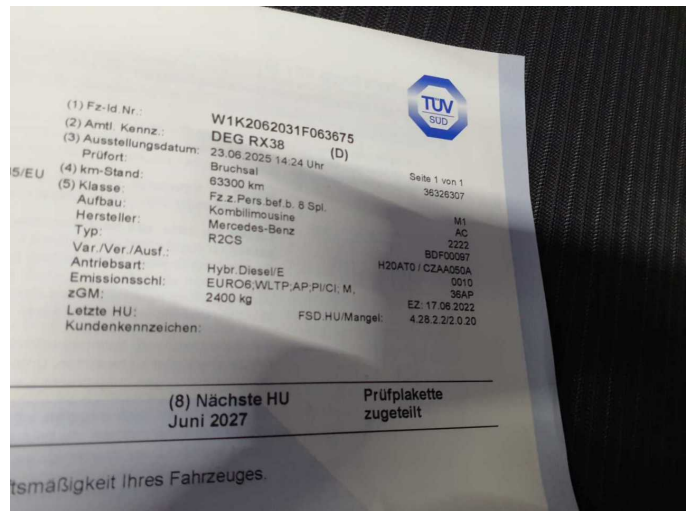 TÜV
SÜD
(1) Fz-Id.Nr.: W1K2062031F063675
(2) Amtl. Kennz.: DEG RX38 (D)
(3) Ausstellungsdatum: 23.06.2025 14:24 Uhr Seite 1 von 1
Prüfort: Bruchsal 36326307
5/EU (4) km-Stand: 63300 km
(5) Klasse: Fz.z.Pers.bef.b. 8 Spl. M1
Aufbau: Kombilimousine AC
Hersteller: Mercedes-Benz 2222
Typ: R2CS BDF00097
Var./Ver./Ausf.: H20AT0 / CZAA050A
Antriebsart: Hybr.Diesel/E 0010
Emissionsschl: EURO6;WLTP;AP;PI/CI; M, 36AP
zGM: 2400 kg EZ: 17.06.2022
Letzte HU: FSD.HU/Mangel: 4.28.2.2/2.0.20
Kundenkennzeichen:
(8) Nächste HU Prüfplakette
Juni 2027 zugeteilt
tsmäßigkeit Ihres Fahrzeuges.